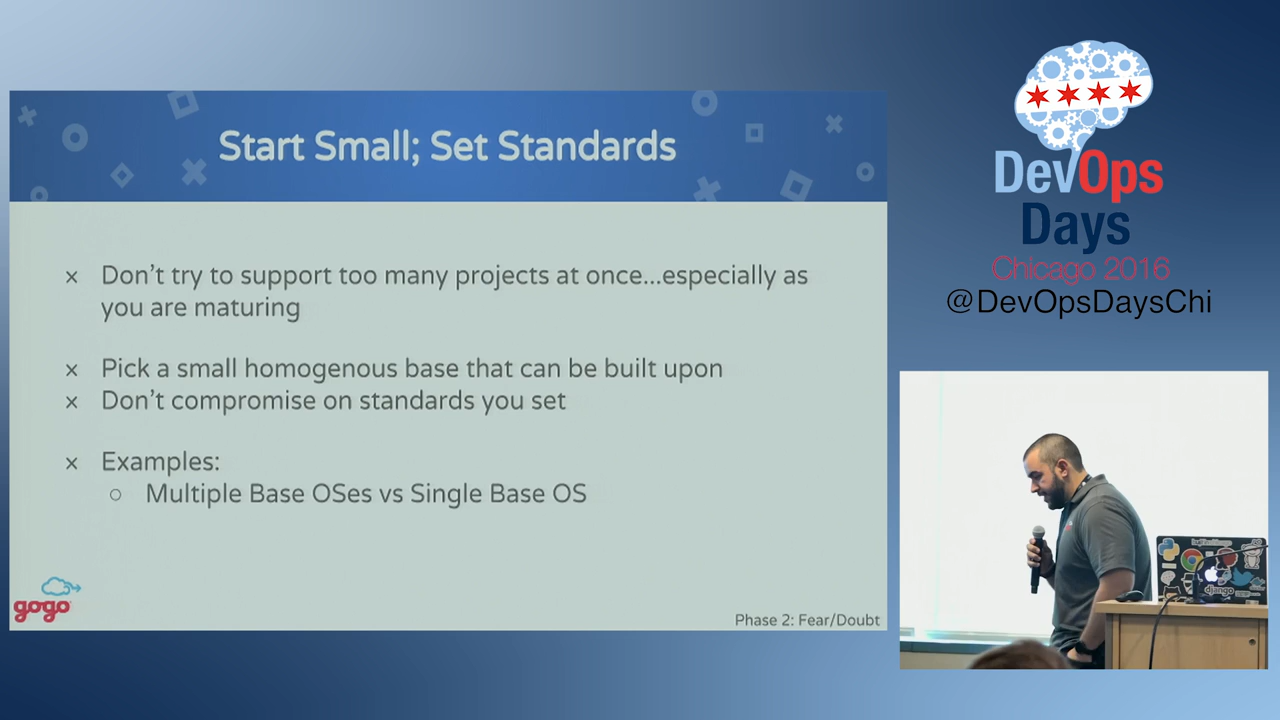 Start Small; Set Standards
x Don't try to support too many projects at once...especially as
you are maturing
x Pick a small homogenous base that can be built upon
x Don't compromise on standards you set
x Examples:
○ Multiple Base OSes vs Single Base OS
gogo
Phase 2: Fear/Doubt
DevOps
Days
Chicago 2016
@DevOpsDaysChi
django